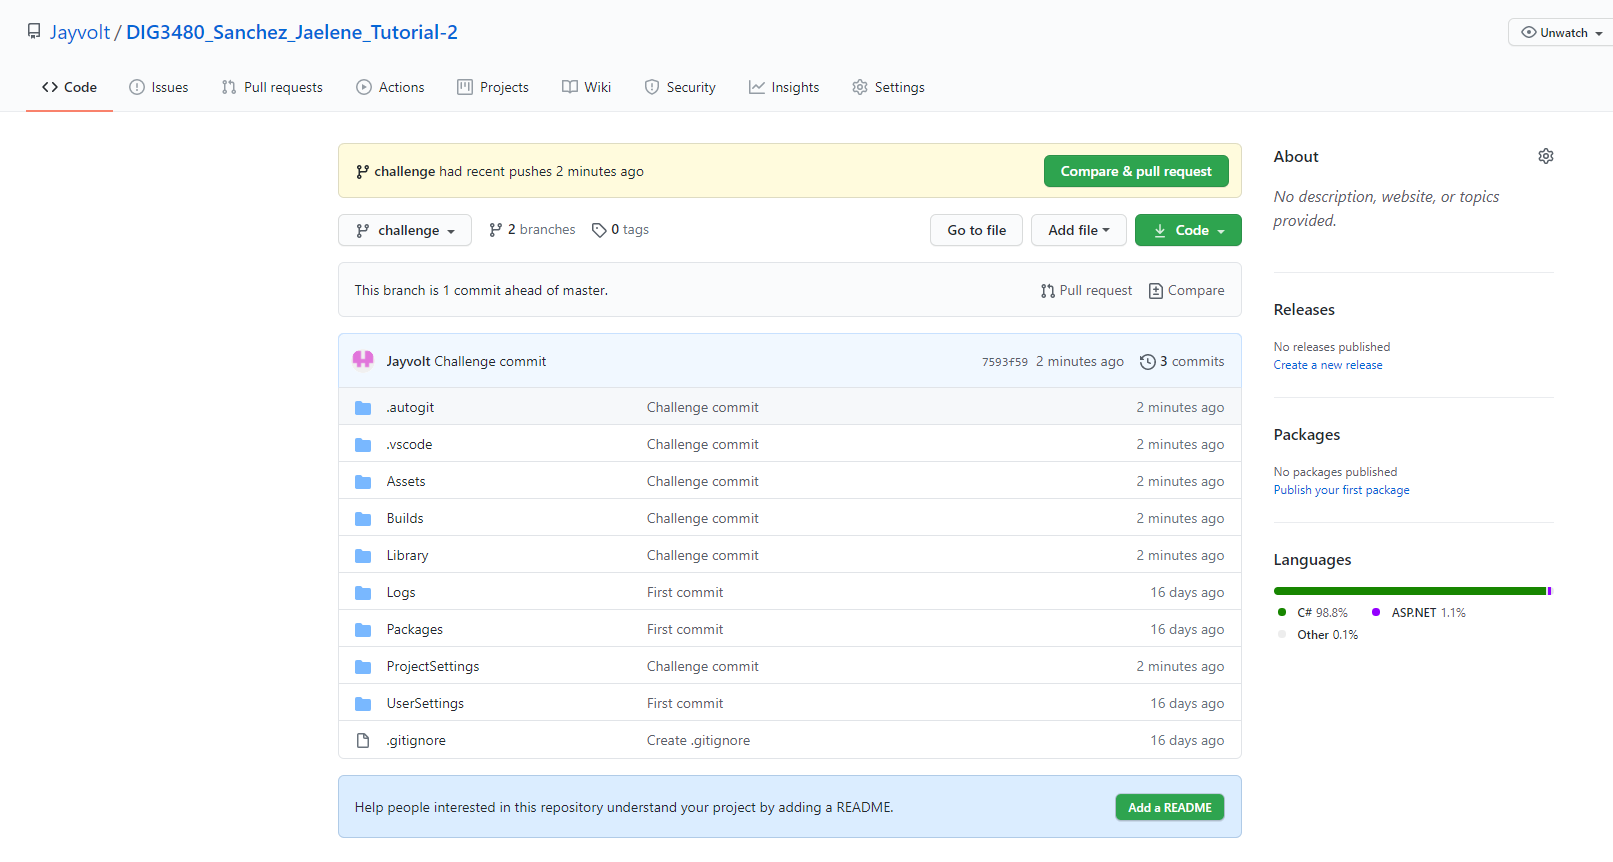 Jayvolt / DIG3480_Sanchez_Jaelene_Tutorial-2
Unwatch
Code
Issues
Pull requests
Actions
Projects
Wiki
Security
Insights
Settings
challenge had recent pushes 2 minutes ago
Compare & pull request
challenge
2 branches
0 tags
Go to file
Add file
Code
This branch is 1 commit ahead of master.
Pull request
Compare
Jayvolt Challenge commit
7593f59 2 minutes ago
3 commits
.autogit Challenge commit 2 minutes ago
.vscode Challenge commit 2 minutes ago
Assets Challenge commit 2 minutes ago
Builds Challenge commit 2 minutes ago
Library Challenge commit 2 minutes ago
Logs First commit 16 days ago
Packages First commit 16 days ago
ProjectSettings Challenge commit 2 minutes ago
UserSettings First commit 16 days ago
.gitignore Create .gitignore 16 days ago
Help people interested in this repository understand your project by adding a README.
Add a README
About
No description, website, or topics
provided.
Releases
No releases published
Create a new release
Packages
No packages published
Publish your first package
Languages
C# 98.8%
ASP.NET 1.1%
Other 0.1%